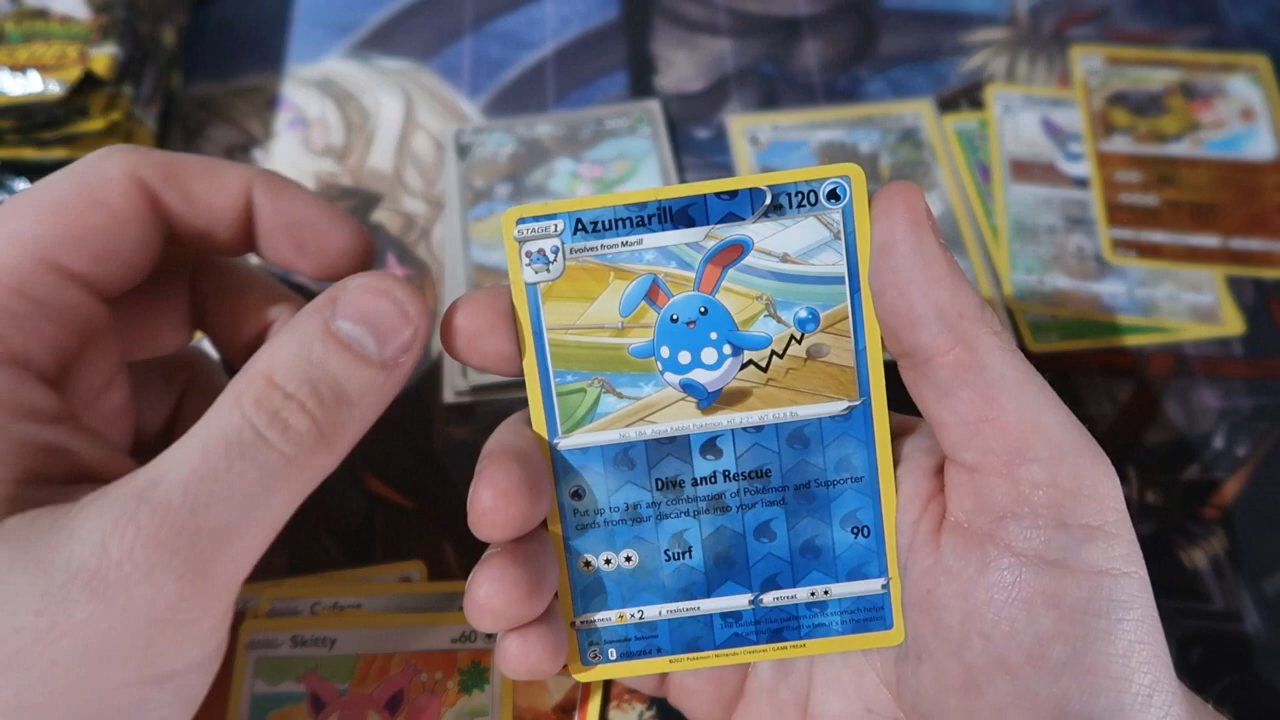 STAGE 1
Azumarill
120
Evolves from Marill
NO. 184 Aqua Rabbit Pokémon HT: 2'7" WT: 62.8 lbs.
Dive and Rescue
Put up to 3 in any combination of Pokémon and Supporter
cards from your discard pile into your hand.
Surf
90
weakness ×2 resistance retreat
The bubble-like pattern on its stomach helps
it camouflage itself when it's in the water.
©2021 Pokémon / Nintendo / Creatures / GAME FREAK
Skitty
HP 60